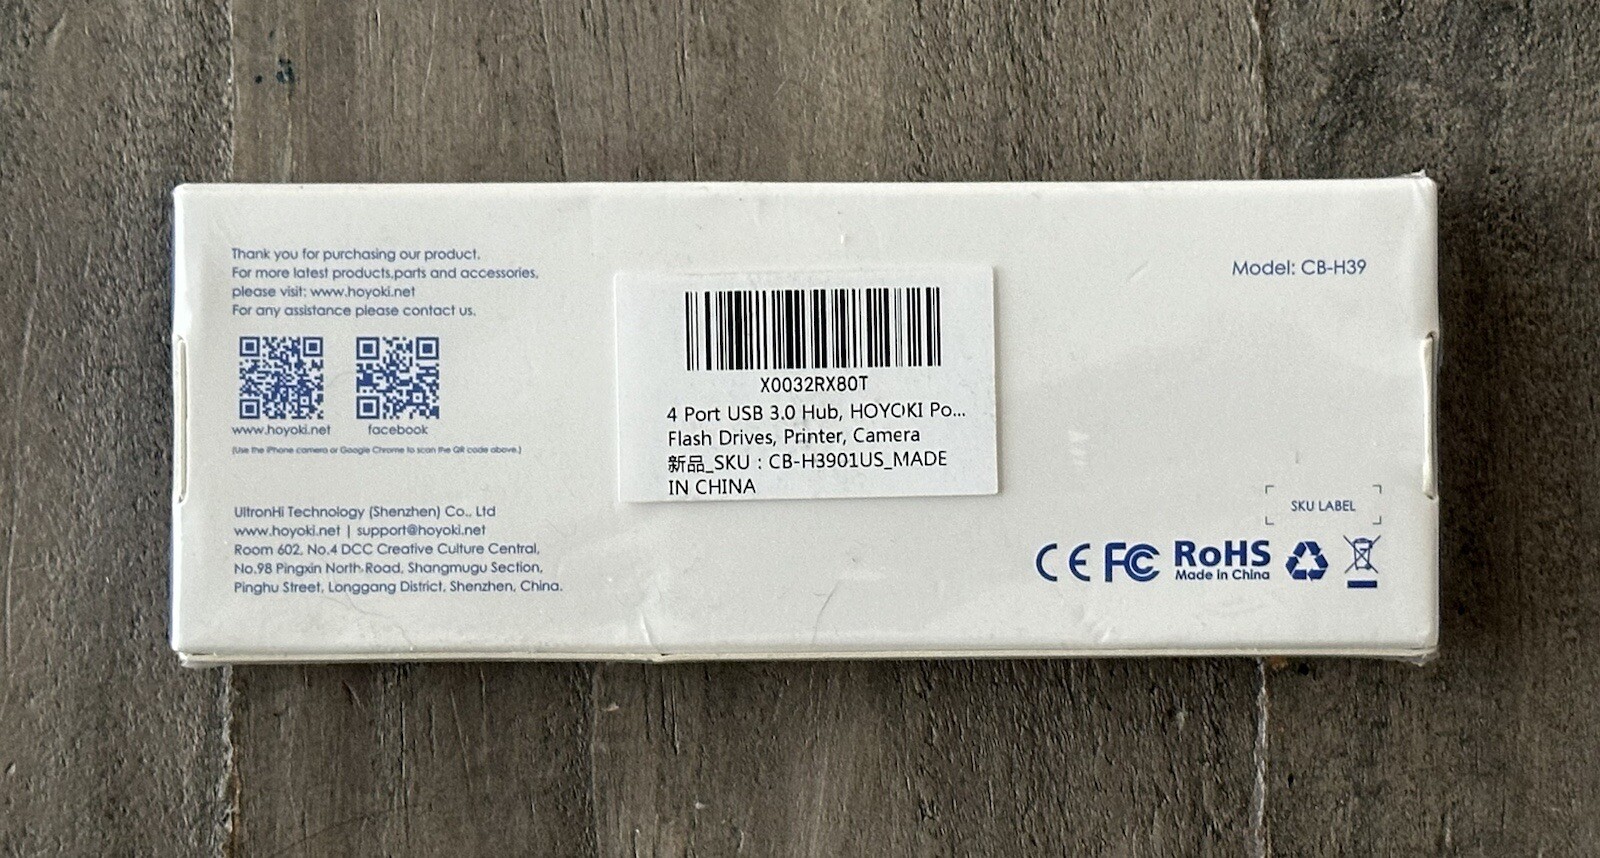 Thank you for purchasing our product.
For more latest products,parts and accessories,
please visit: www.hoyoki.net
For any assistance please contact us.
www.hoyoki.net
facebook
(Use the iPhone camera or Google Chrome to scan the QR code above.)
UltronHi Technology (Shenzhen) Co., Ltd
www.hoyoki.net | support@hoyoki.net
Room 602, No.4 DCC Creative Culture Central,
No.98 Pingxin North Road, Shangmugu Section,
Pinghu Street, Longgang District, Shenzhen, China.
X0032RX80T
4 Port USB 3.0 Hub, HOYOKI Po...
Flash Drives, Printer, Camera
新品_SKU : CB-H3901US_MADE
IN CHINA
Model: CB-H39
SKU LABEL
CE FC RoHS
Made in China